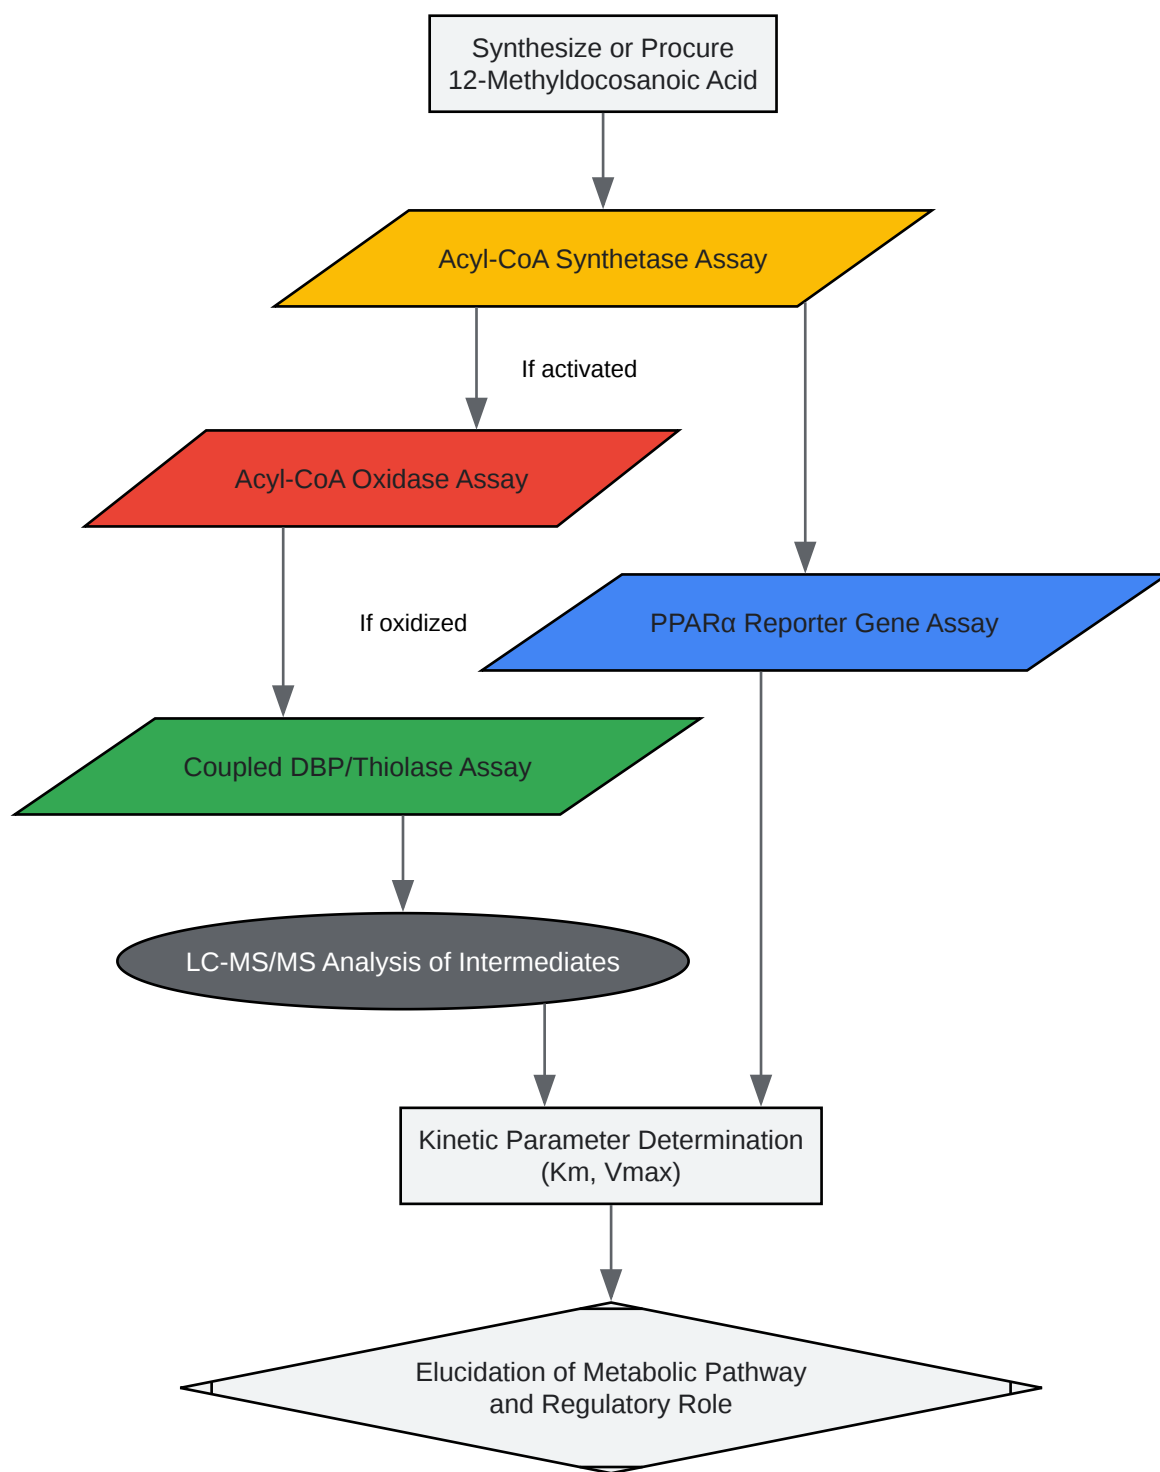 Synthesize or Procure
12-Methyldocosanoic Acid
Acyl-CoA Synthetase Assay
If activated
Acyl-CoA Oxidase Assay
If oxidized
PPARα Reporter Gene Assay
Coupled DBP/Thiolase Assay
LC-MS/MS Analysis of Intermediates
Kinetic Parameter Determination
(Km, Vmax)
Elucidation of Metabolic Pathway
and Regulatory Role